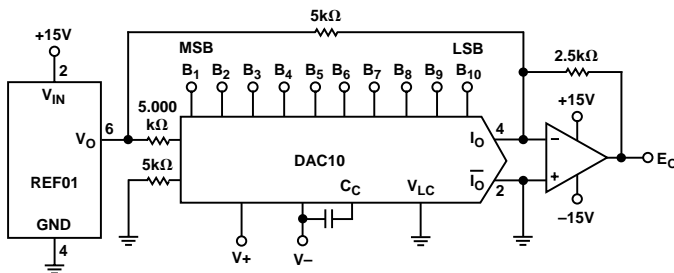 5kΩ
+15V
MSB
LSB
2.5kΩ
2
B1 B2 B3 B4 B5 B6 B7 B8 B9 B10
VIN
+15V
5.000
kΩ
6
VO
IO
4
−
EO
REF01
5kΩ
DAC10
CC
VLC
IO
2
+
GND
4
–15V
V+
V–